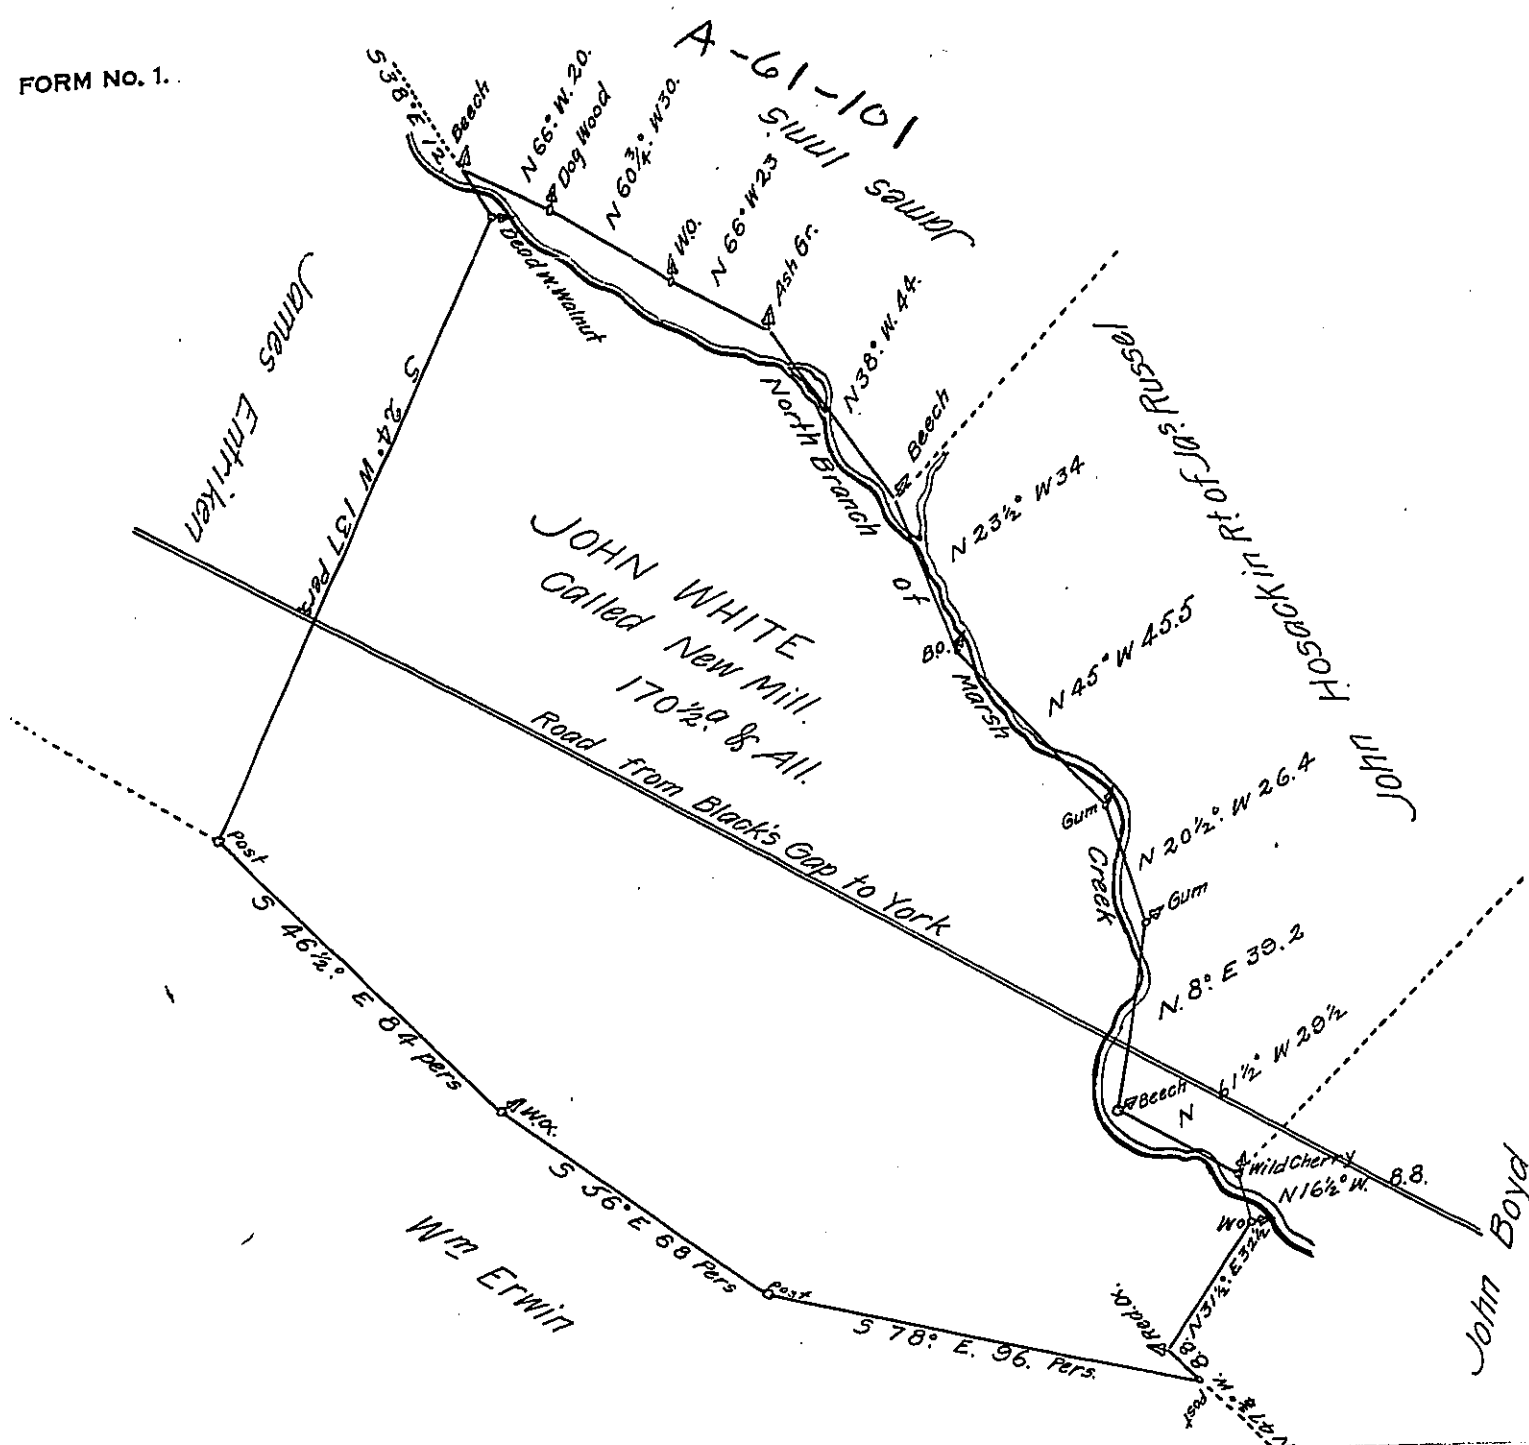 FORM No. 1.
A-61-101
S 38° E 12.
Beech
N 66° W. 20.
Dog Wood
N 60 3/4° W 30.
W.O.
N 66° W 23
Ash Gr.
N 38° W. 44.
Beech
James Innis
Dead W. Walnut
James Entriken
S 24° W 137 Pers
North Branch of Marsh Creek
N 23½° W 34
John Hosack in Rt of Jas. Russel
JOHN WHITE
Called New Mill.
170½ a & All.
B.O.
N 45° W 45.5
Road from Black's Gap to York
Gum
N 20½° W 26.4
Gum
N. 8° E 39.2
Post
S 46½° E 84 pers
Beech
N 61½° W 29½
W.O.
Wild Cherry
N 16½° W. 8.8.
S 56° E 68 Pers
W.O.
N 31½° E 32½
John Boyd
Wm Erwin
Post
S 78° E. 96. Pers.
Red.O.
Post
W. 8.8